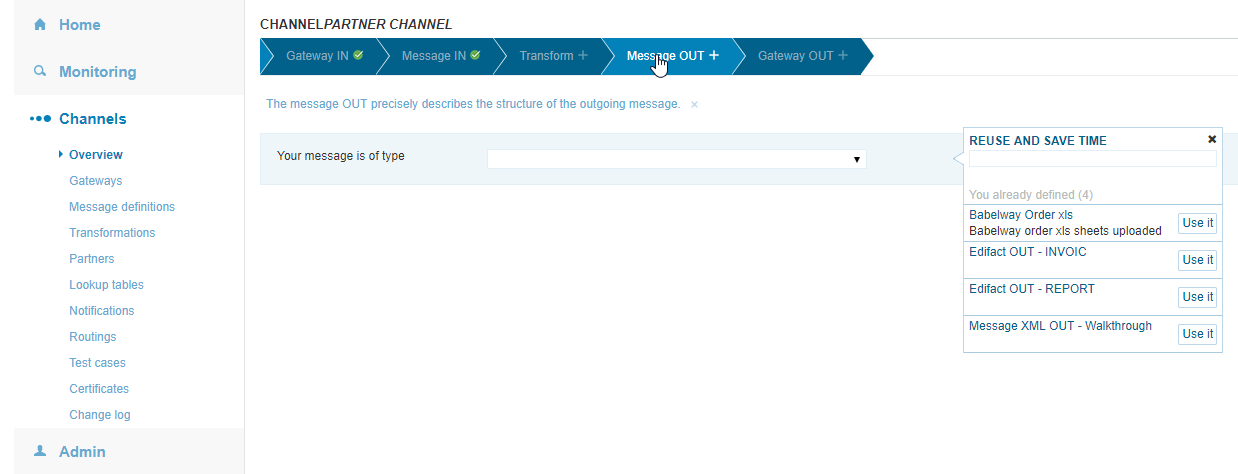 Home
Monitoring
Channels
Overview
Gateways
Message definitions
Transformations
Partners
Lookup tables
Notifications
Routings
Test cases
Certificates
Change log
Admin
CHANNELPARTNER CHANNEL
Gateway IN
Message IN
Transform +
Message OUT +
Gateway OUT +
The message OUT precisely describes the structure of the outgoing message. ×
Your message is of type
REUSE AND SAVE TIME
You already defined (4)
Babelway Order xls
Babelway order xls sheets uploaded
Use it
Edifact OUT - INVOIC
Use it
Edifact OUT - REPORT
Use it
Message XML OUT - Walkthrough
Use it